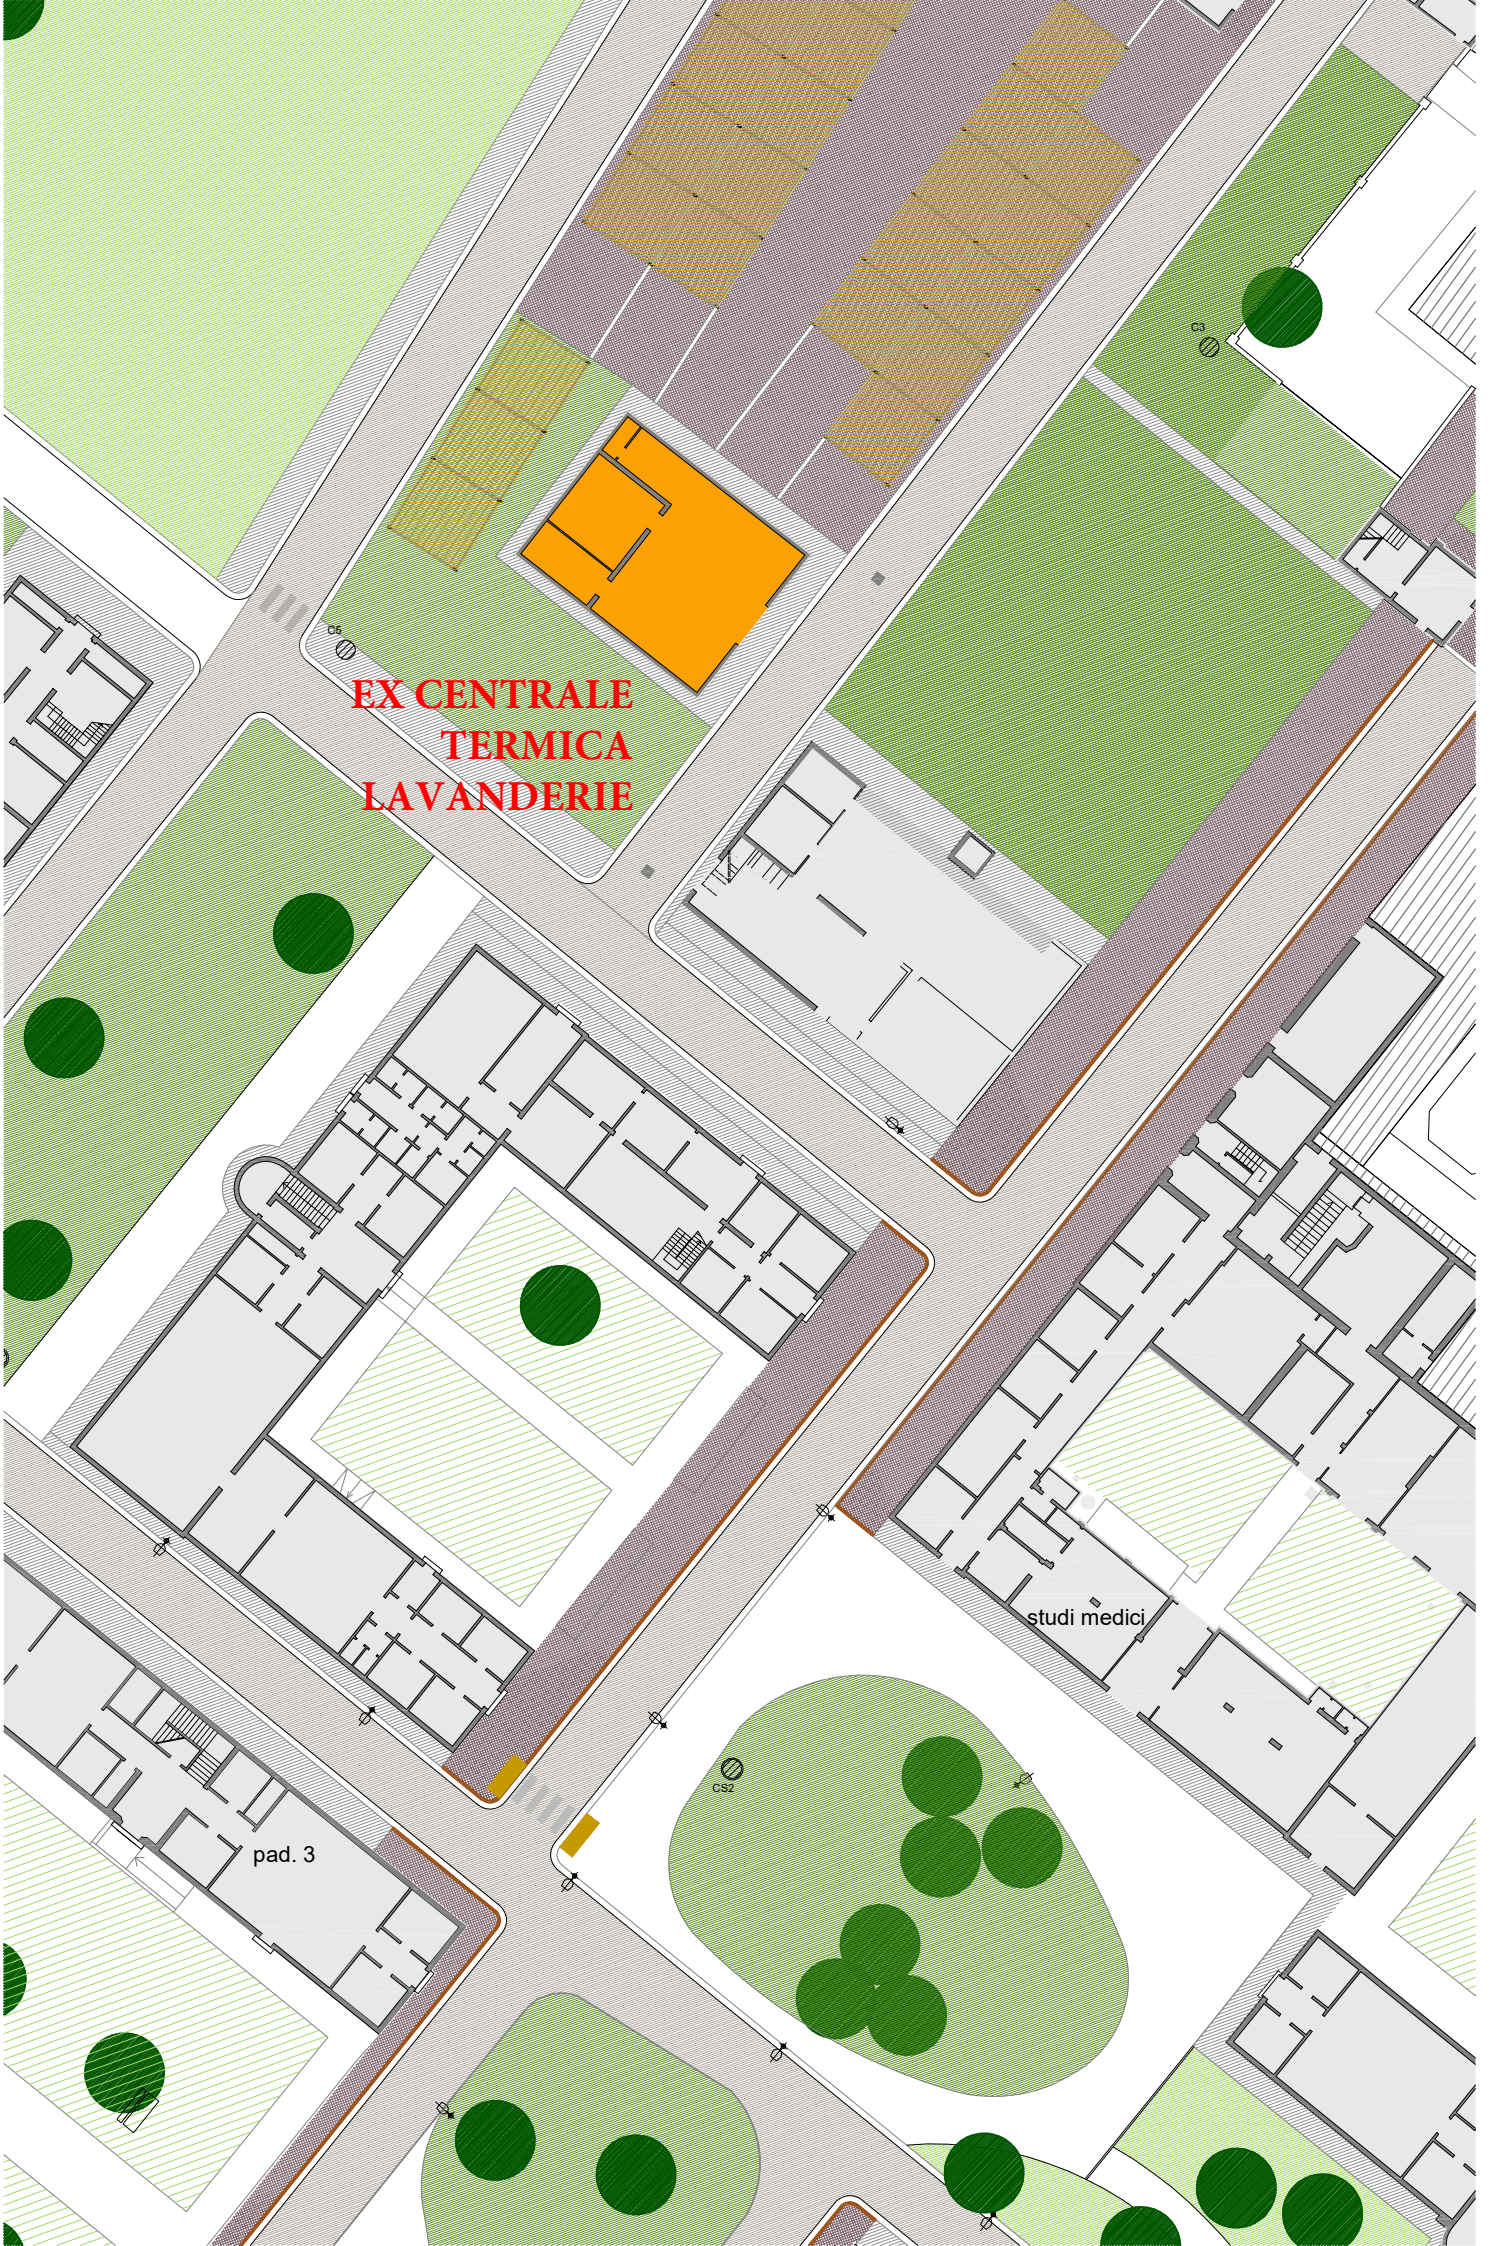 C3
C5
EX CENTRALE
TERMICA
LAVANDERIE
studi medici
CS2
pad. 3